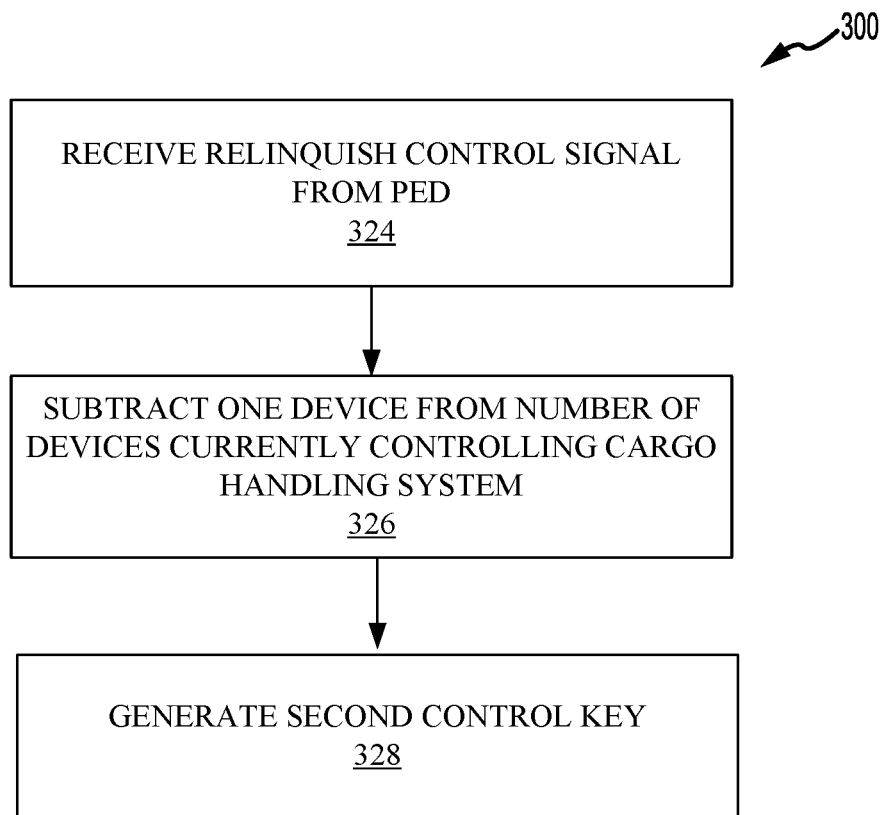 300
RECEIVE RELINQUISH CONTROL SIGNAL
FROM PED
324
SUBTRACT ONE DEVICE FROM NUMBER OF
DEVICES CURRENTLY CONTROLLING CARGO
HANDLING SYSTEM
326
GENERATE SECOND CONTROL KEY
328